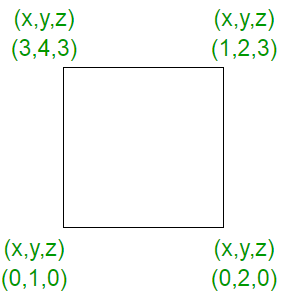 (x,y,z) (x,y,z)
(3,4,3) (1,2,3)
(x,y,z) (x,y,z)
(0,1,0) (0,2,0)